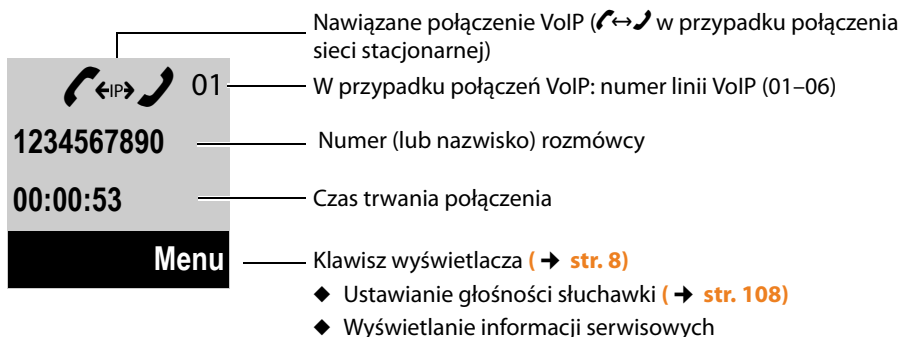 Nawiązane połączenie VoIP (↔ w przypadku połączenia
sieci stacjonarnej)
IP 01
W przypadku połączeń VoIP: numer linii VoIP (01–06)
1234567890
Numer (lub nazwisko) rozmówcy
00:00:53
Czas trwania połączenia
Menu
Klawisz wyświetlacza ( → str. 8)
◆ Ustawianie głośności słuchawki ( → str. 108)
◆ Wyświetlanie informacji serwisowych